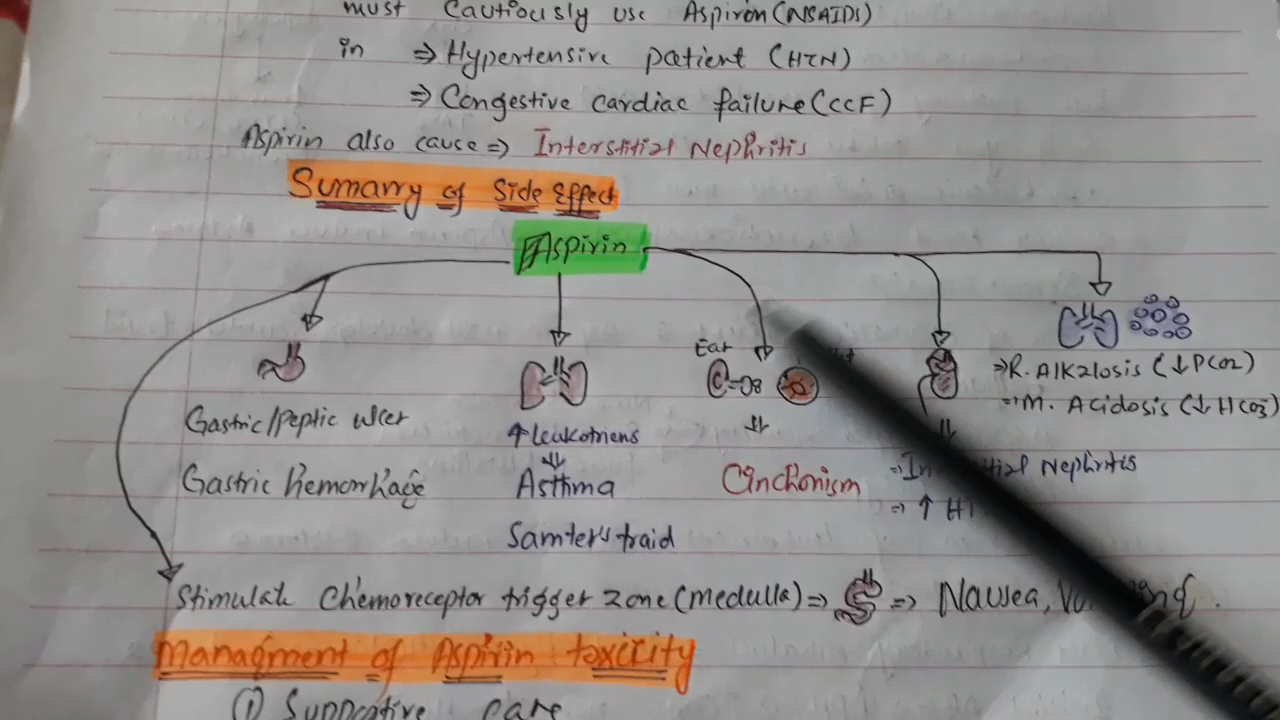 must Cautiously use Aspiron (NSAIDs)
in ⇒ Hypertensive patient (HTN)
⇒ Congestive cardiac failure (CCF)
Aspirin also cause ⇒ Interstitial Nephritis
Sumarry of Side Effect
Aspirin
Ear
⇒ R. Alkalosis (↓PCO2)
⇒ M. Acidosis (↓HCO3)
Gastric/Peptic ulcer
Gastric hemorrhage
↑ leukotriens
Asthma
Samter's traid
Cinchonism
Nephritis
⇒ ↑
Stimulate Chemoreceptor trigger zone (medulla) ⇒ ⇒ Nausea,
Managment of Aspirin toxicity
① Supportive care